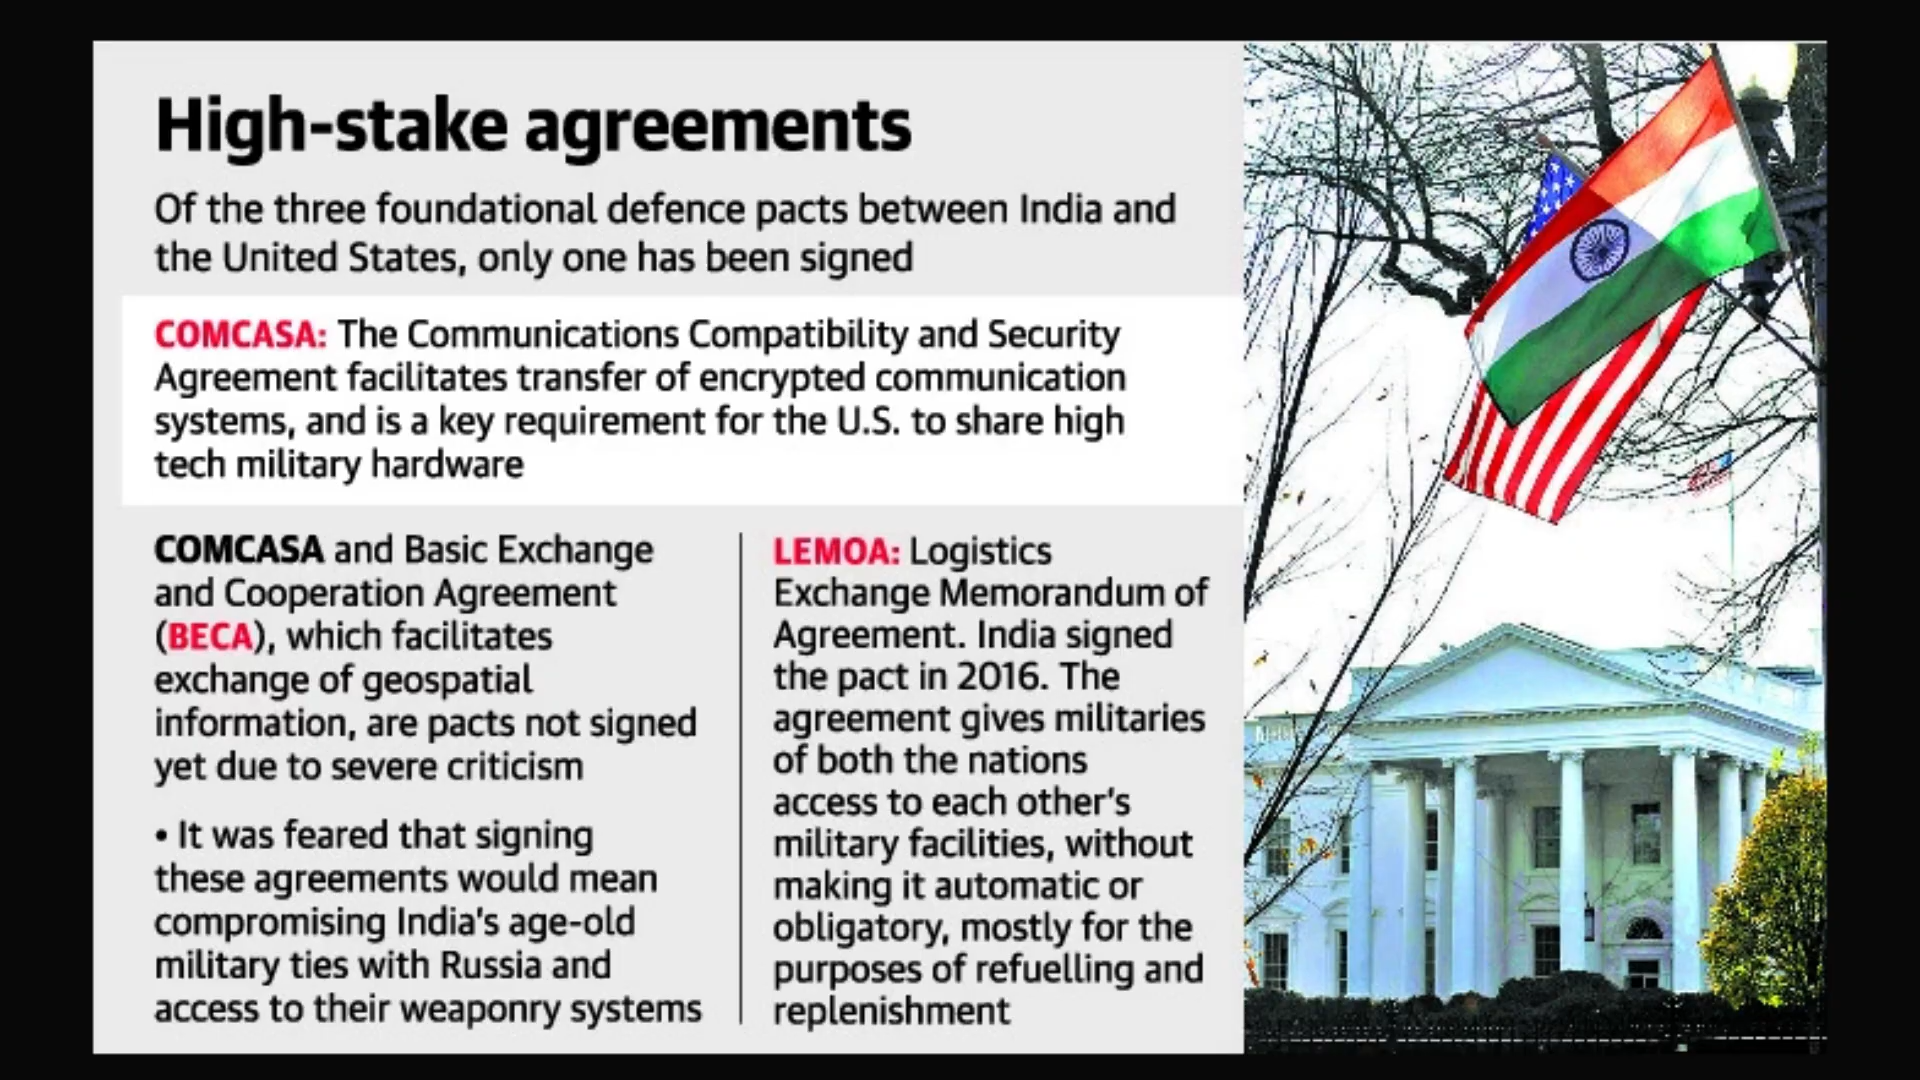 High-stake agreements
Of the three foundational defence pacts between India and
the United States, only one has been signed
COMCASA: The Communications Compatibility and Security
Agreement facilitates transfer of encrypted communication
systems, and is a key requirement for the U.S. to share high
tech military hardware
COMCASA and Basic Exchange
and Cooperation Agreement
(BECA), which facilitates
exchange of geospatial
information, are pacts not signed
yet due to severe criticism
• It was feared that signing
these agreements would mean
compromising India's age-old
military ties with Russia and
access to their weaponry systems
LEMOA: Logistics
Exchange Memorandum of
Agreement. India signed
the pact in 2016. The
agreement gives militaries
of both the nations
access to each other's
military facilities, without
making it automatic or
obligatory, mostly for the
purposes of refuelling and
replenishment